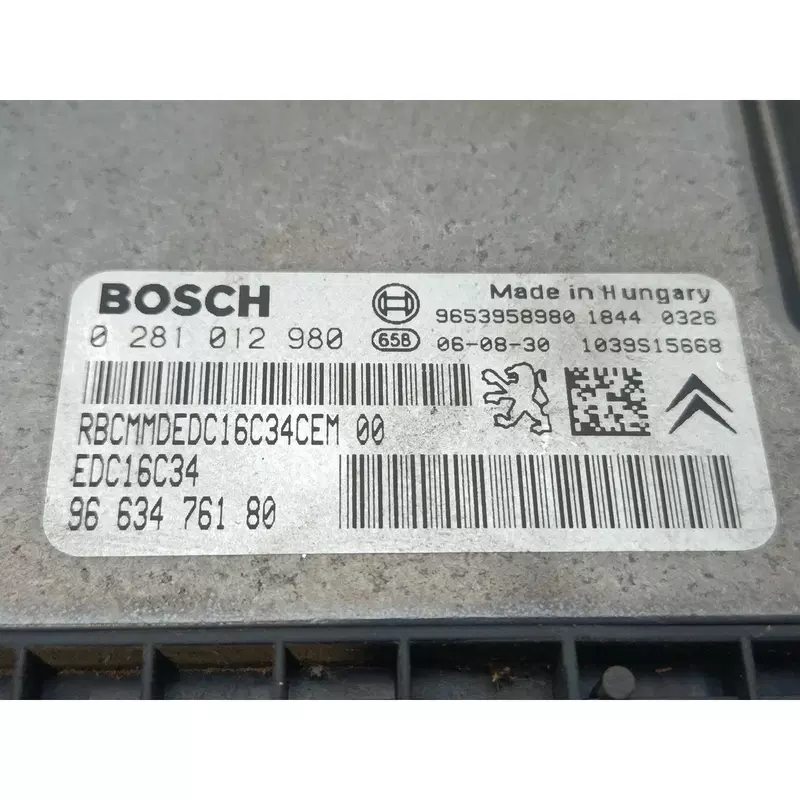 BOSCH
Made in Hungary
0 281 012 980
9653958980 1844 0326
658
06-08-30 1039S15668
RBCMMDEDC16C34CEM 00
EDC16C34
96 634 761 80